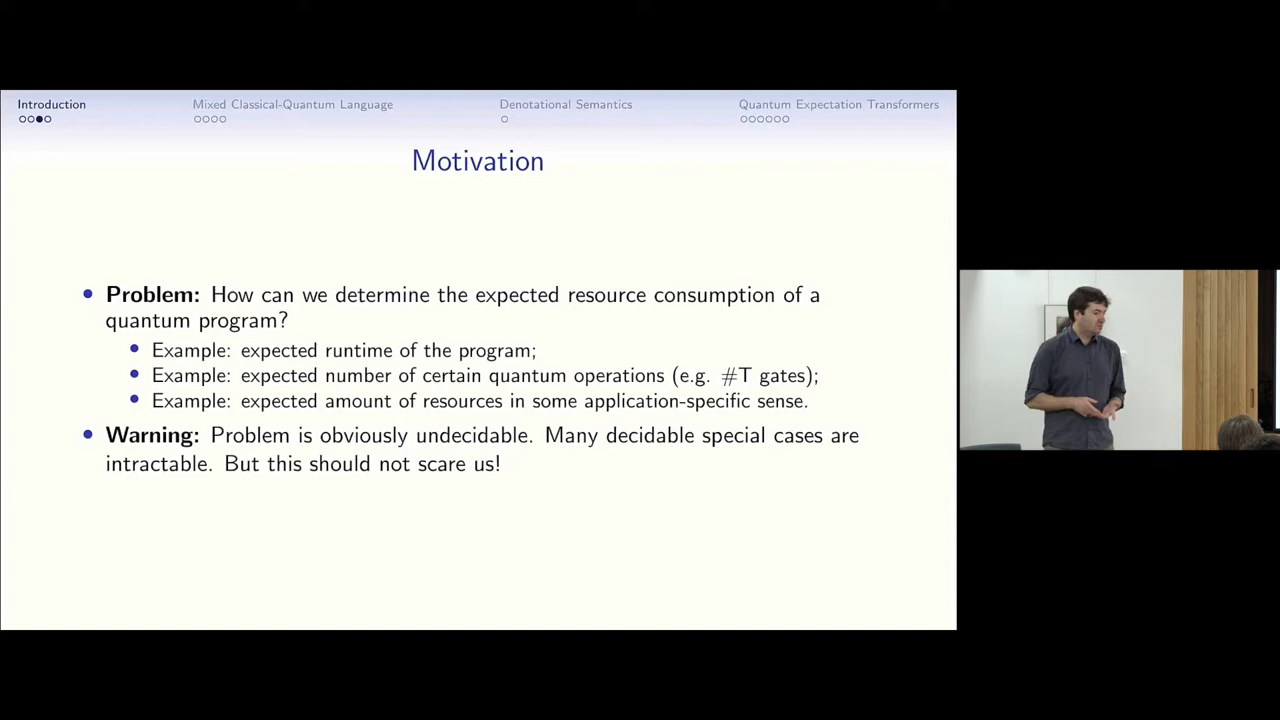 Introduction
Mixed Classical-Quantum Language
Denotational Semantics
Quantum Expectation Transformers
Motivation
Problem: How can we determine the expected resource consumption of a
quantum program?
Example: expected runtime of the program;
Example: expected number of certain quantum operations (e.g. #T gates);
Example: expected amount of resources in some application-specific sense.
Warning: Problem is obviously undecidable. Many decidable special cases are
intractable. But this should not scare us!